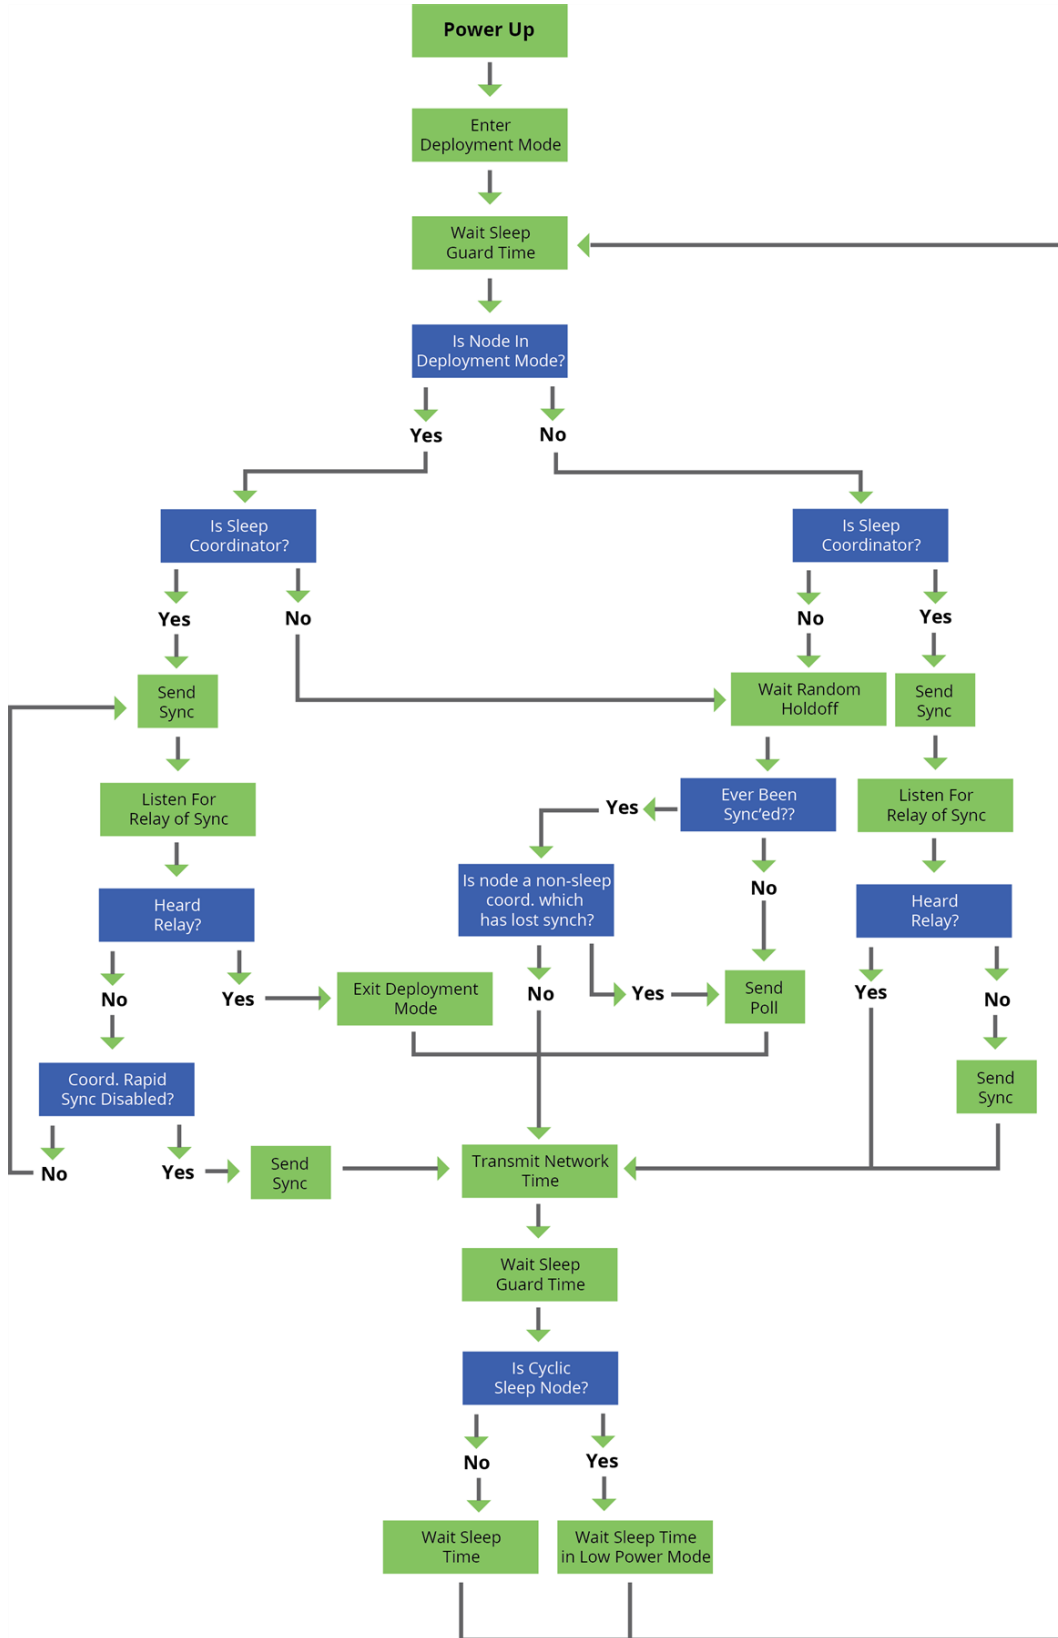 Power Up
Enter
Deployment Mode
Wait Sleep
Guard Time
Is Node In
Deployment Mode?
Yes
No
Is Sleep
Coordinator?
Is Sleep
Coordinator?
Yes
No
No
Yes
Send
Sync
Wait Random
Holdoff
Send
Sync
Listen For
Relay of Sync
Yes
Ever Been
Sync'ed??
Listen For
Relay of Sync
Heard
Relay?
Is node a non-sleep
coord. which
has lost synch?
No
Heard
Relay?
No
Yes
Exit Deployment
Mode
No
Yes
Send
Poll
Yes
No
Coord. Rapid
Sync Disabled?
Send
Sync
No
Yes
Send
Sync
Transmit Network
Time
Wait Sleep
Guard Time
Is Cyclic
Sleep Node?
No
Yes
Wait Sleep
Time
Wait Sleep Time
in Low Power Mode